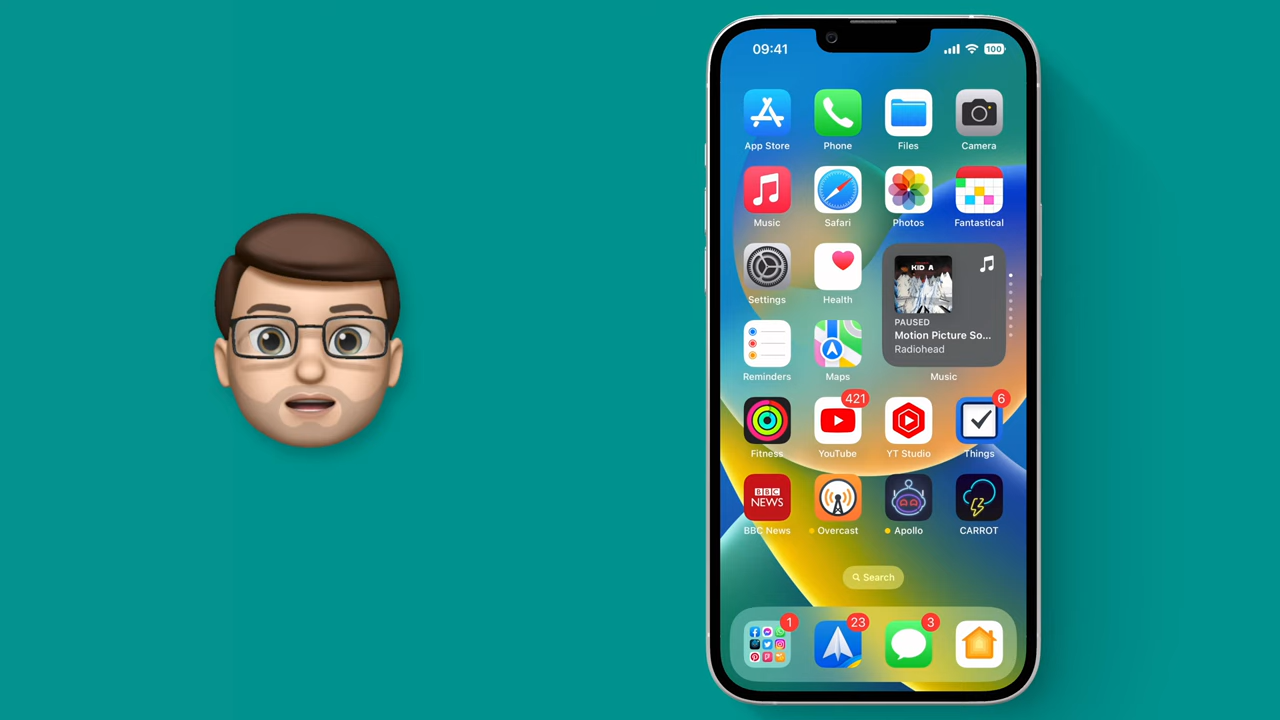 09:41
100
App Store
Phone
Files
Camera
Music
Safari
Photos
Fantastical
Settings
Health
KID A
PAUSED
Motion Picture So...
Radiohead
Reminders
Maps
Music
421
6
Fitness
YouTube
YT Studio
Things
BBC
NEWS
BBC News
Overcast
Apollo
CARROT
Search
1
23
3